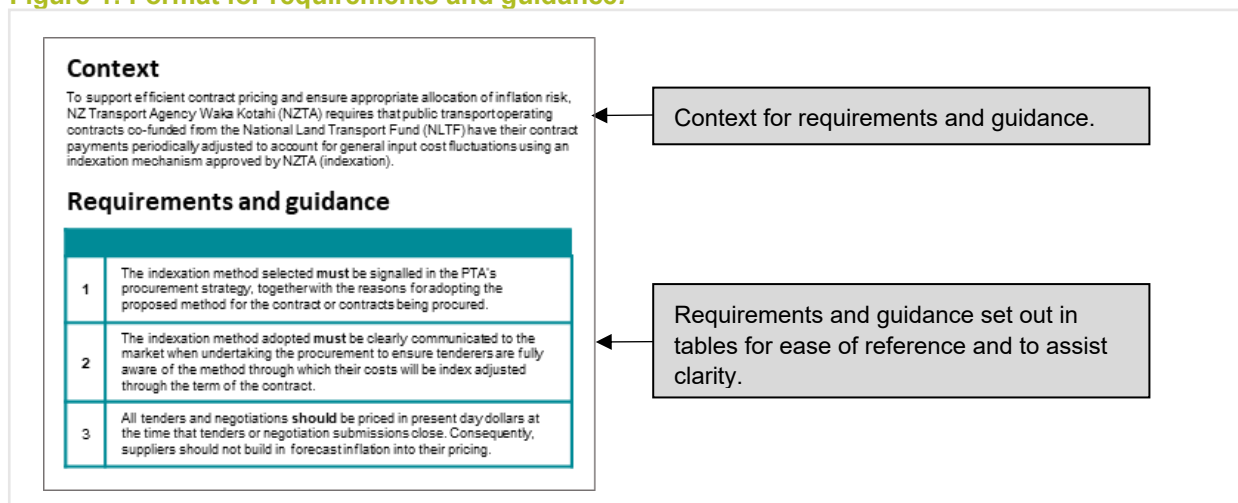 Figure 1: Format for requirements and guidance.
Context
To support efficient contract pricing and ensure appropriate allocation of inflation risk,
NZ Transport Agency Waka Kotahi (NZTA) requires that public transport operating
contracts co-funded from the National Land Transport Fund (NLTF) have their contract
payments periodically adjusted to account for general input cost fluctuations using an
indexation mechanism approved by NZTA (indexation).
Context for requirements and guidance.
Requirements and guidance
1
The indexation method selected must be signalled in the PTA's
procurement strategy, together with the reasons for adopting the
proposed method for the contract or contracts being procured.
2
The indexation method adopted must be clearly communicated to the
market when undertaking the procurement to ensure tenderers are fully
aware of the method through which their costs will be index adjusted
through the term of the contract.
3
All tenders and negotiations should be priced in present day dollars at
the time that tenders or negotiation submissions close. Consequently,
suppliers should not build in forecast inflation into their pricing.
Requirements and guidance set out in
tables for ease of reference and to assist
clarity.